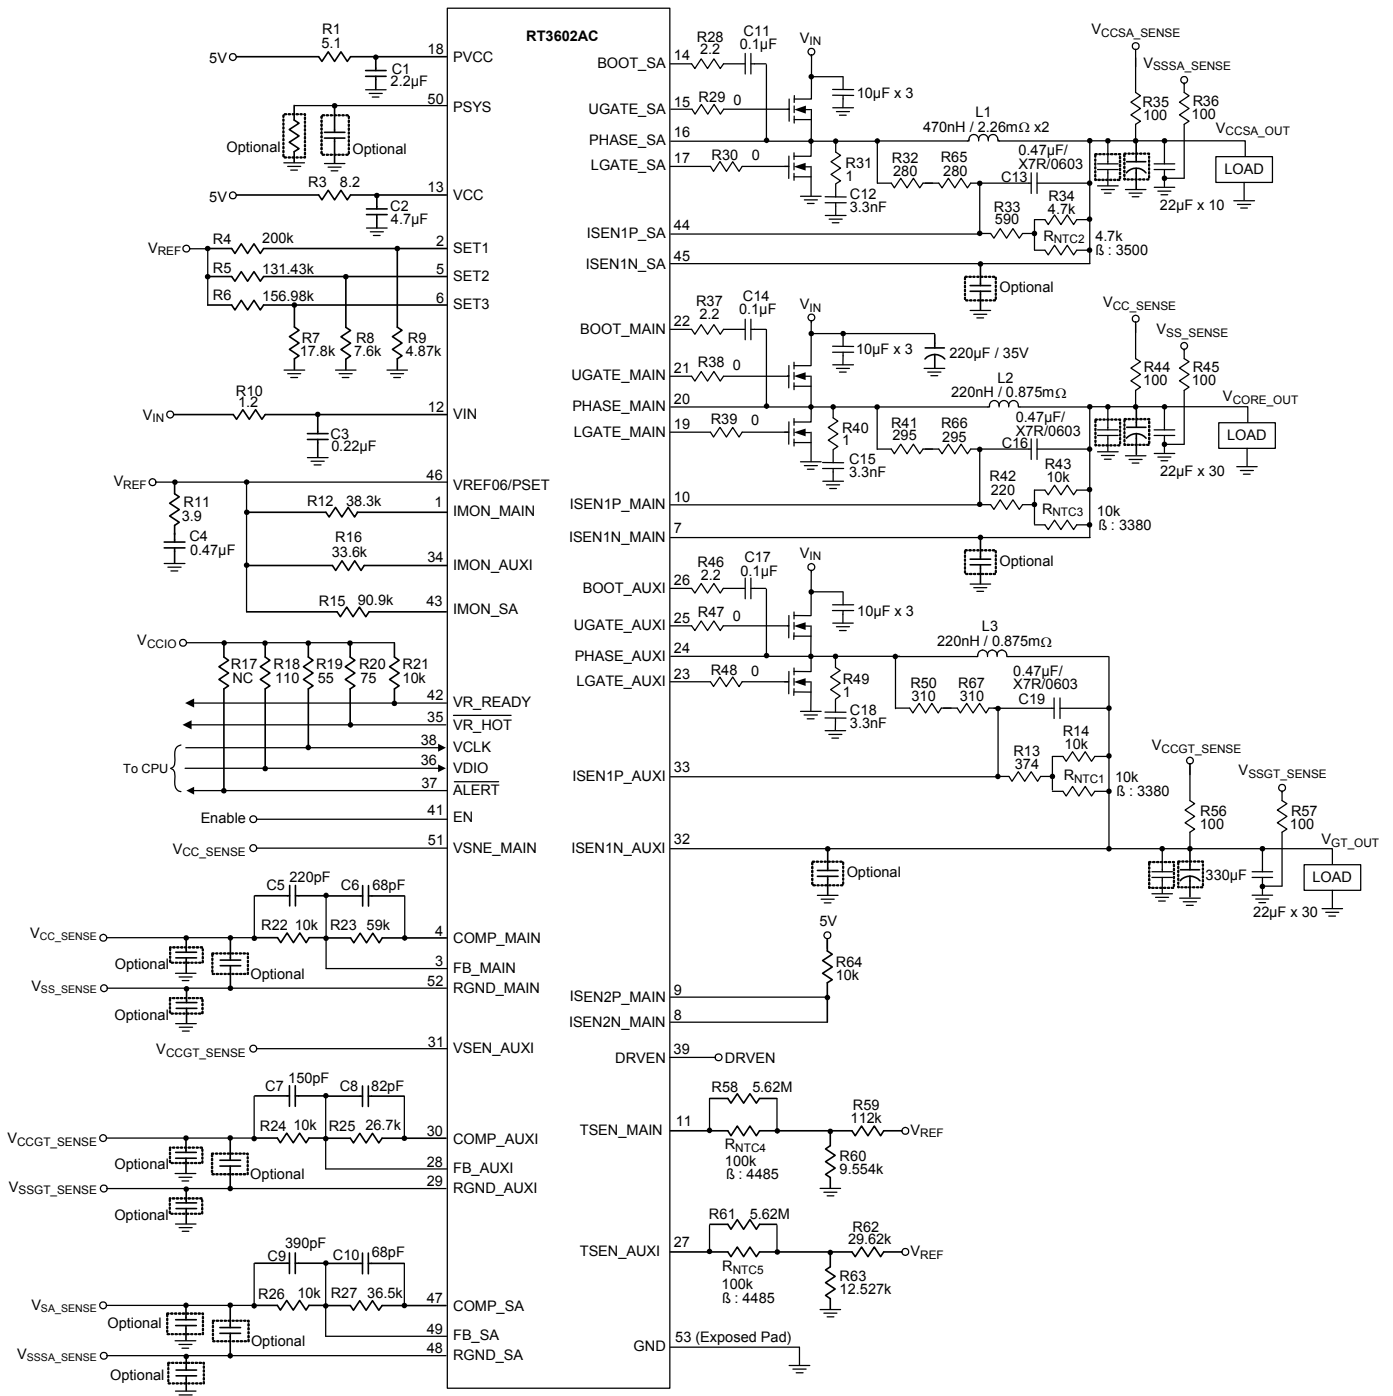 RT3602AC
5V
R1
5.1
18
PVCC
C1
2.2µF
50
PSYS
Optional
Optional
5V
R3 8.2
13
VCC
C2
4.7µF
VREF
R4
200k
2
SET1
R5
131.43k
5
SET2
R6
156.98k
6
SET3
R7
17.8k
R8
7.6k
R9
4.87k
VIN
R10
1.2
12
VIN
C3
0.22µF
VREF
46
VREF06/PSET
R11
3.9
C4
0.47µF
R12 38.3k
1
IMON_MAIN
R16
33.6k
34
IMON_AUXI
R15 90.9k
43
IMON_SA
VCCIO
R17
NC
R18
110
R19
55
R20
75
R21
10k
42
VR_READY
35
VR_HOT
38
VCLK
To CPU
36
VDIO
37
ALERT
Enable
41
EN
VCC_SENSE
51
VSNE_MAIN
C5 220pF
C6 68pF
VCC_SENSE
R22 10k
R23 59k
4
COMP_MAIN
Optional
Optional
3
FB_MAIN
VSS_SENSE
52
RGND_MAIN
Optional
VCCGT_SENSE
31
VSEN_AUXI
C7 150pF
C8 82pF
VCCGT_SENSE
R24 10k
R25 26.7k
30
COMP_AUXI
Optional
Optional
28
FB_AUXI
VSSGT_SENSE
29
RGND_AUXI
Optional
C9 390pF
C10 68pF
VSA_SENSE
R26 10k
R27 36.5k
47
COMP_SA
Optional
Optional
49
FB_SA
VSSSA_SENSE
48
RGND_SA
Optional
BOOT_SA
14
R28
2.2
C11
0.1µF
VIN
10µF x 3
UGATE_SA
15
R29 0
PHASE_SA
16
LGATE_SA
17
R30 0
R31
1
C12
3.3nF
L1
470nH / 2.26mΩ x2
R32
280
R65
280
0.47µF/
X7R/0603
C13
R33
590
R34
4.7k
RNTC2
4.7k
ß : 3500
ISEN1P_SA
44
ISEN1N_SA
45
Optional
VCCSA_SENSE
VSSSA_SENSE
R35
100
R36
100
VCCSA_OUT
LOAD
22µF x 10
BOOT_MAIN
22
R37
2.2
C14
0.1µF
VIN
10µF x 3
220µF / 35V
UGATE_MAIN
21
R38 0
PHASE_MAIN
20
LGATE_MAIN
19
R39 0
R40
1
C15
3.3nF
L2
220nH / 0.875mΩ
R41
295
R66
295
0.47µF/
X7R/0603
C16
R42
220
R43
10k
RNTC3
10k
ß : 3380
ISEN1P_MAIN
10
ISEN1N_MAIN
7
Optional
VCC_SENSE
VSS_SENSE
R44
100
R45
100
VCORE_OUT
LOAD
22µF x 30
BOOT_AUXI
26
R46
2.2
C17
0.1µF
VIN
10µF x 3
UGATE_AUXI
25
R47 0
PHASE_AUXI
24
LGATE_AUXI
23
R48 0
R49
1
C18
3.3nF
L3
220nH / 0.875mΩ
R50
310
R67
310
0.47µF/
X7R/0603
C19
R13
374
R14
10k
RNTC1
10k
ß : 3380
ISEN1P_AUXI
33
ISEN1N_AUXI
32
Optional
VCCGT_SENSE
VSSGT_SENSE
R56
100
R57
100
VGT_OUT
330µF
LOAD
22µF x 30
5V
R64
10k
ISEN2P_MAIN
9
ISEN2N_MAIN
8
DRVEN
39
DRVEN
R58 5.62M
TSEN_MAIN
11
RNTC4
100k
ß : 4485
R59
112k
VREF
R60
9.554k
R61 5.62M
TSEN_AUXI
27
RNTC5
100k
ß : 4485
R62
29.62k
VREF
R63
12.527k
GND
53 (Exposed Pad)